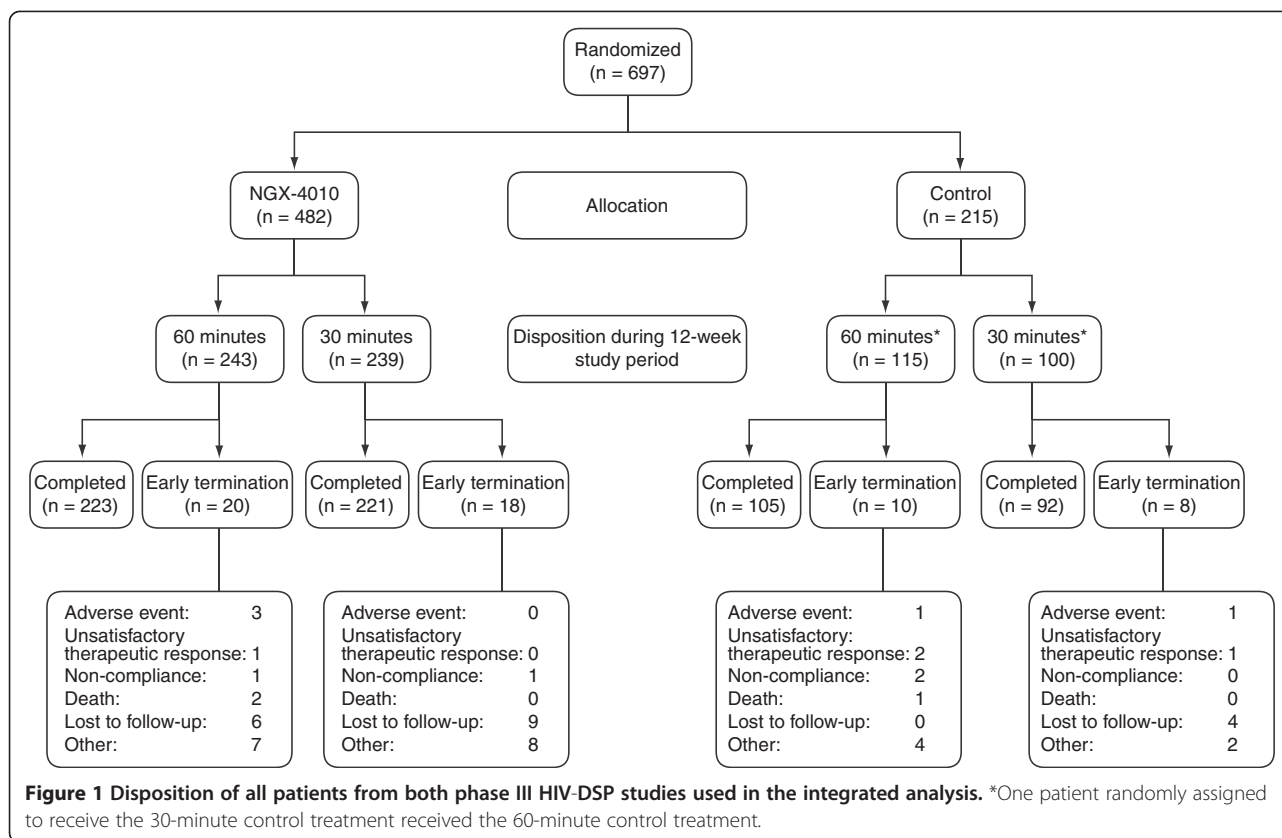 Randomized
(n = 697)
NGX-4010
(n = 482)
Allocation
Control
(n = 215)
60 minutes
(n = 243)
30 minutes
(n = 239)
Disposition during 12-week
study period
60 minutes*
(n = 115)
30 minutes*
(n = 100)
Completed
(n = 223)
Early termination
(n = 20)
Completed
(n = 221)
Early termination
(n = 18)
Completed
(n = 105)
Early termination
(n = 10)
Completed
(n = 92)
Early termination
(n = 8)
Adverse event: 3
Unsatisfactory
therapeutic response: 1
Non-compliance: 1
Death: 2
Lost to follow-up: 6
Other: 7
Adverse event: 0
Unsatisfactory
therapeutic response: 0
Non-compliance: 1
Death: 0
Lost to follow-up: 9
Other: 8
Adverse event: 1
Unsatisfactory:
therapeutic response: 2
Non-compliance: 2
Death: 1
Lost to follow-up: 0
Other: 4
Adverse event: 1
Unsatisfactory
therapeutic response: 1
Non-compliance: 0
Death: 0
Lost to follow-up: 4
Other: 2
Figure 1 Disposition of all patients from both phase III HIV-DSP studies used in the integrated analysis. *One patient randomly assigned
to receive the 30-minute control treatment received the 60-minute control treatment.